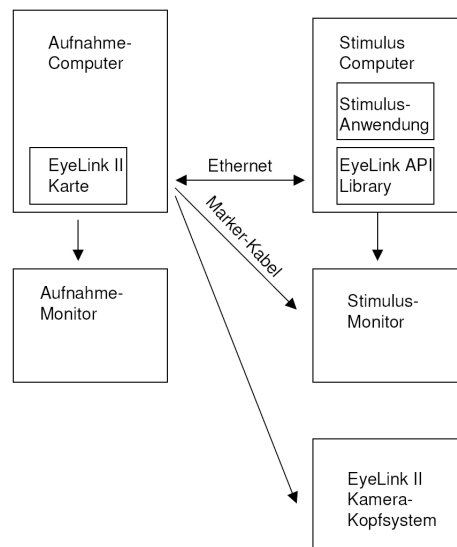 Aufnahme-
Computer
EyeLink II
Karte
Ethernet
Marker-Kabel
Stimulus
Computer
Stimulus-
Anwendung
EyeLink API
Library
Aufnahme-
Monitor
Stimulus-
Monitor
EyeLink II
Kamera-
Kopfsystem